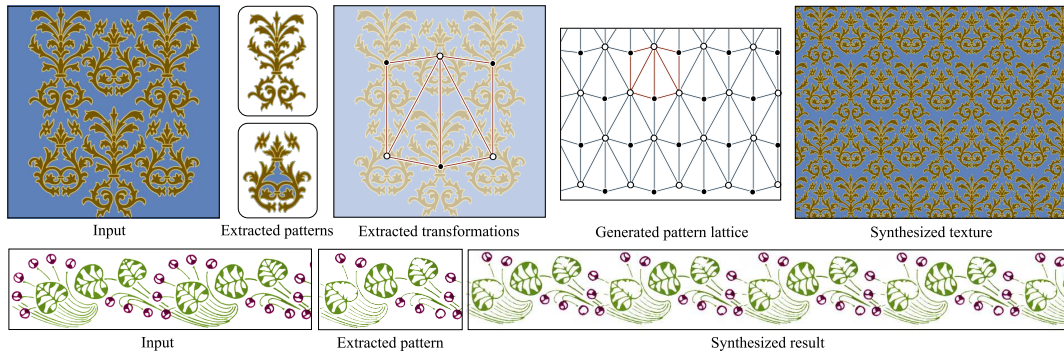 Input
Extracted patterns
Extracted transformations
Generated pattern lattice
Synthesized texture
Input
Extracted pattern
Synthesized result